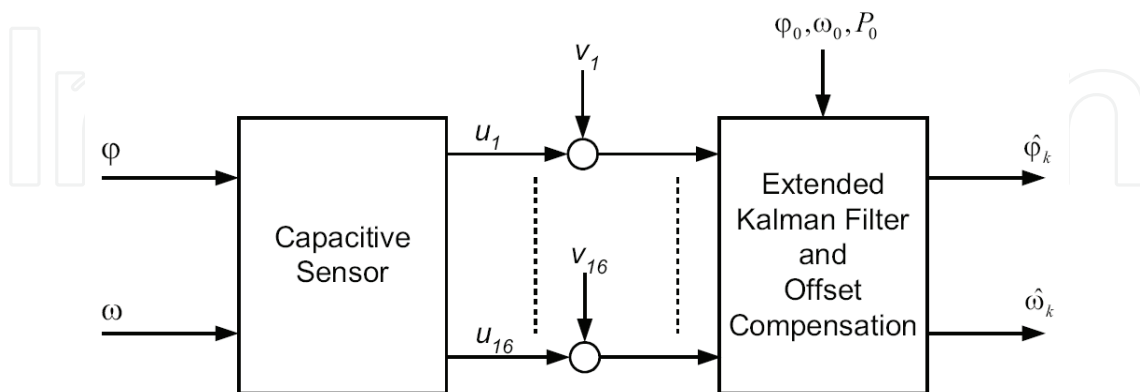 φ₀,ω₀,P₀
v₁
u₁
φ
φ̂ₖ
Capacitive
Sensor
Extended
Kalman Filter
and
Offset
Compensation
v₁₆
ω
ω̂ₖ
u₁₆